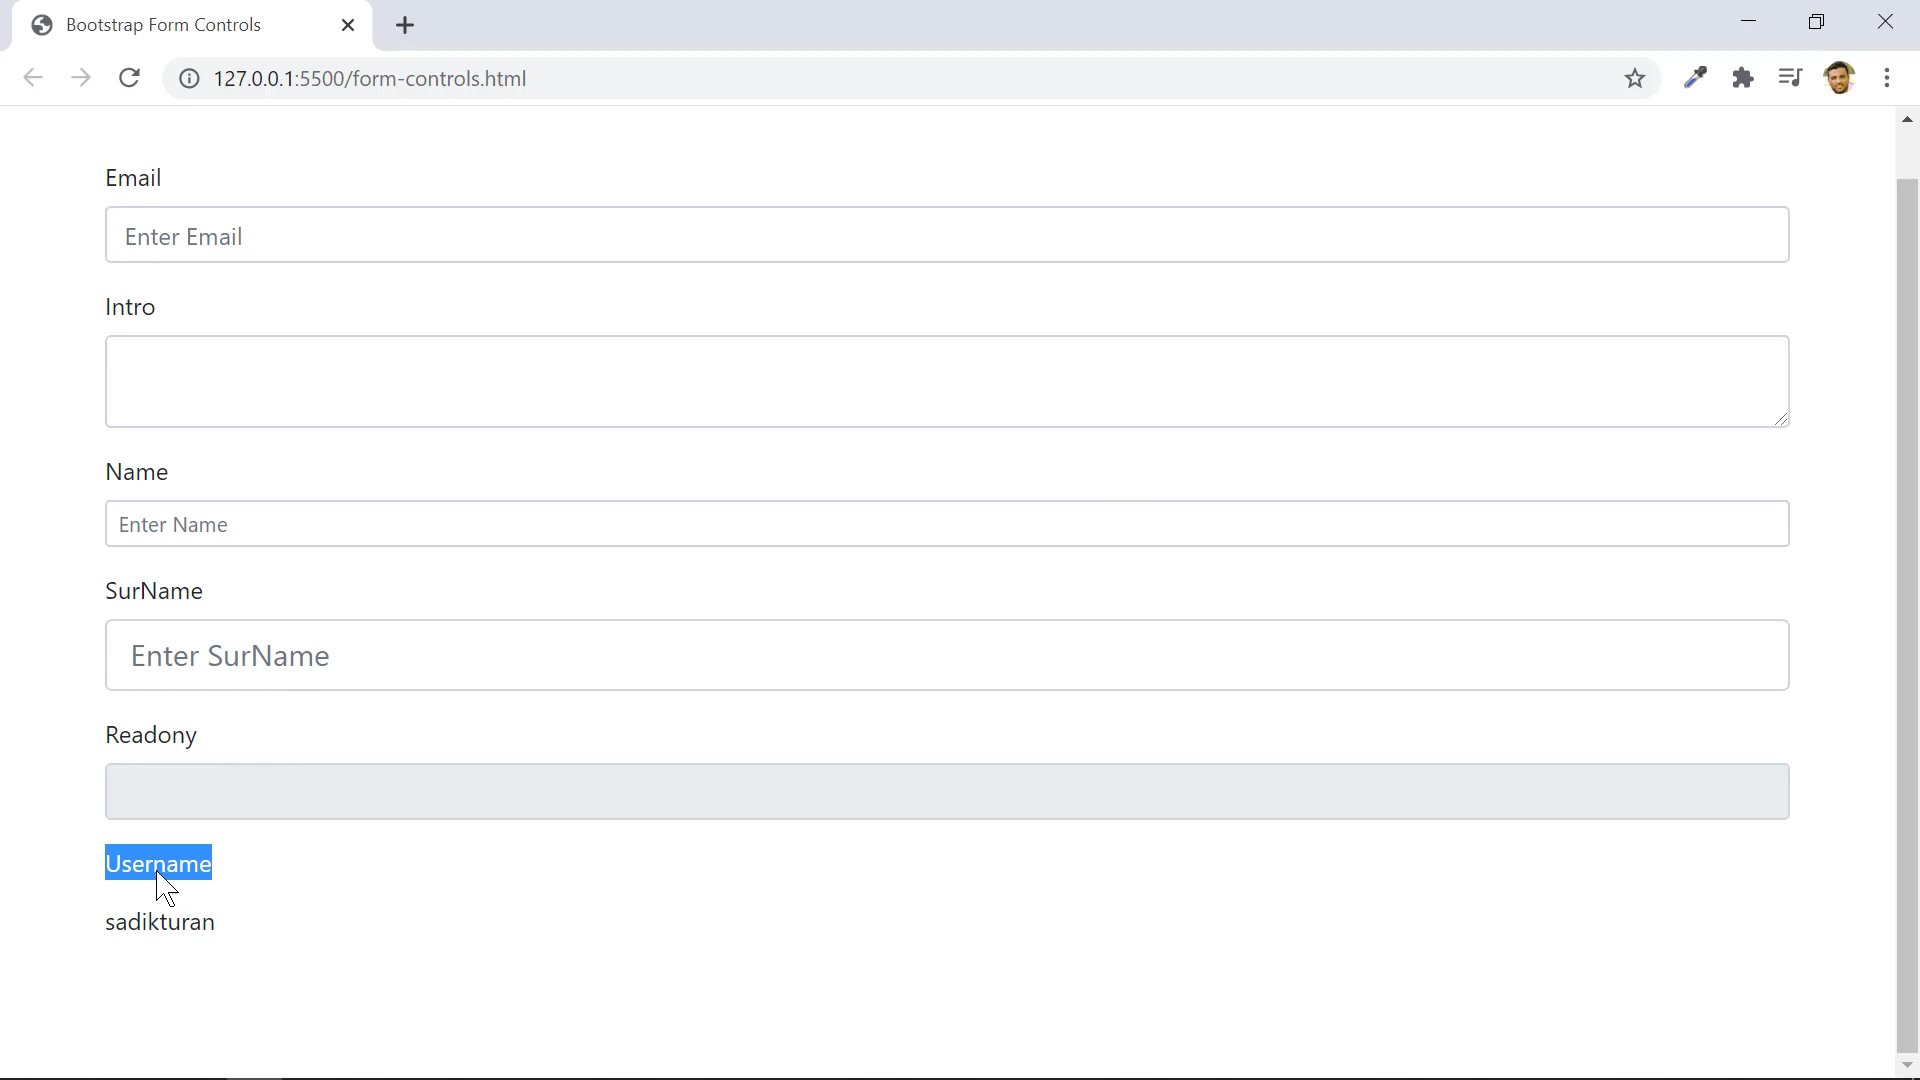 Bootstrap Form Controls
127.0.0.1:5500/form-controls.html
Email
Enter Email
Intro
Name
Enter Name
SurName
Enter SurName
Readony
Username
sadikturan